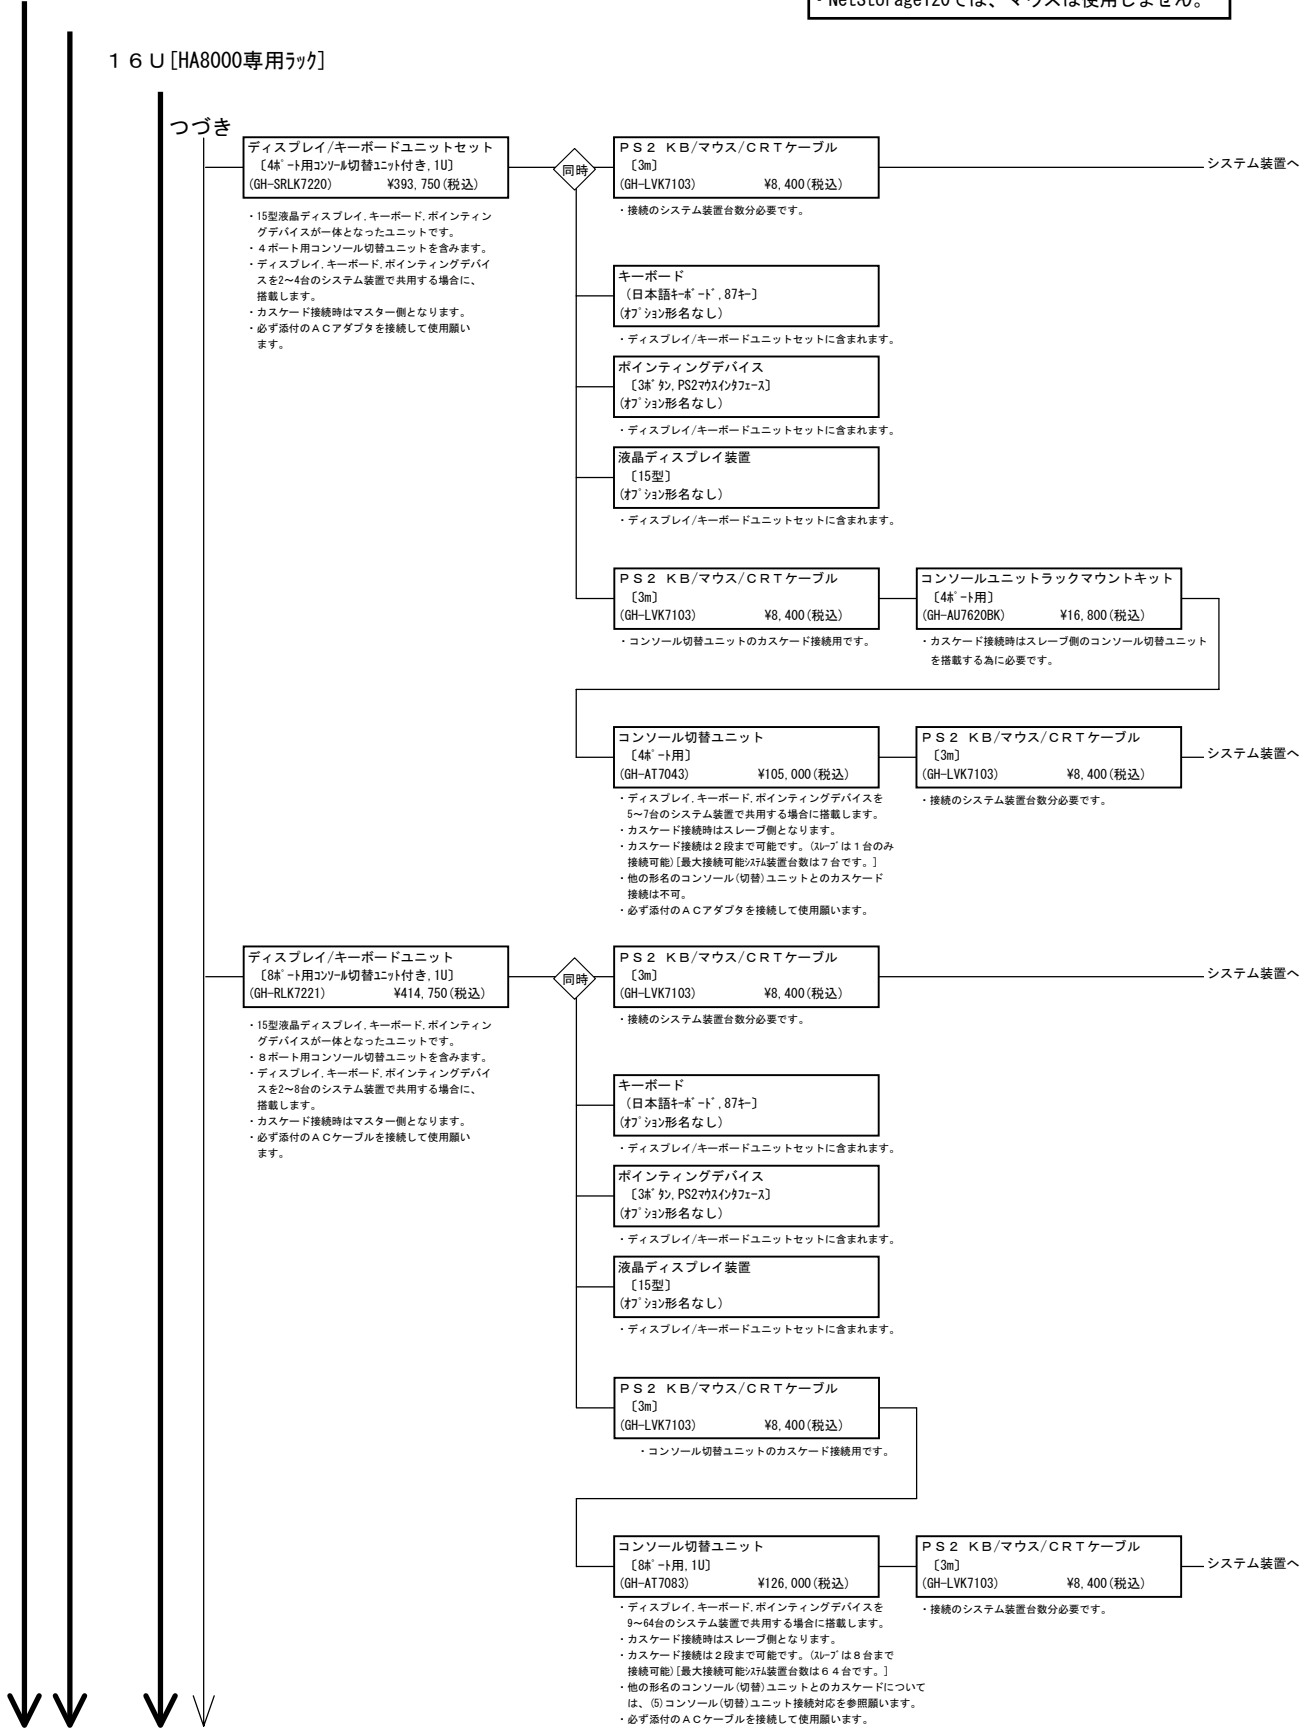 ・NetStorage120では、マウスは使用しません。
１６Ｕ[HA8000専用ﾗｯｸ]
つづき
ディスプレイ/キーボードユニットセット
〔4ﾎﾟｰﾄ用ｺﾝｿｰﾙ切替ﾕﾆｯﾄ付き,1U〕
(GH-SRLK7220) ¥393,750(税込)
・15型液晶ディスプレイ,キーボード,ポインティン
グデバイスが一体となったユニットです。
・４ポート用コンソール切替ユニットを含みます。
・ディスプレイ,キーボード,ポインティングデバイ
スを2～4台のシステム装置で共用する場合に、
搭載します。
・カスケード接続時はマスター側となります。
・必ず添付のＡＣアダプタを接続して使用願い
ます。
同時
ＰＳ２ ＫＢ/マウス/ＣＲＴケーブル
〔3m〕
(GH-LVK7103) ¥8,400(税込)
・接続のシステム装置台数分必要です。
システム装置へ
キーボード
（日本語ｷｰﾎﾞｰﾄﾞ,87ｷｰ〕
(ｵﾌﾟｼｮﾝ形名なし)
・ディスプレイ/キーボードユニットセットに含まれます。
ポインティングデバイス
〔3ﾎﾞﾀﾝ,PS2ﾏｳｽｲﾝﾀﾌｪｰｽ〕
(ｵﾌﾟｼｮﾝ形名なし)
・ディスプレイ/キーボードユニットセットに含まれます。
液晶ディスプレイ装置
〔15型〕
(ｵﾌﾟｼｮﾝ形名なし)
・ディスプレイ/キーボードユニットセットに含まれます。
ＰＳ２ ＫＢ/マウス/ＣＲＴケーブル
〔3m〕
(GH-LVK7103) ¥8,400(税込)
・コンソール切替ユニットのカスケード接続用です。
コンソールユニットラックマウントキット
〔4ﾎﾟｰﾄ用〕
(GH-AU7620BK) ¥16,800(税込)
・カスケード接続時はスレーブ側のコンソール切替ユニット
を搭載する為に必要です。
コンソール切替ユニット
〔4ﾎﾟｰﾄ用〕
(GH-AT7043) ¥105,000(税込)
・ディスプレイ,キーボード,ポインティングデバイスを
5～7台のシステム装置で共用する場合に搭載します。
・カスケード接続時はスレーブ側となります。
・カスケード接続は２段まで可能です。(ｽﾚｰﾌﾞは１台のみ
接続可能)[最大接続可能ｼｽﾃﾑ装置台数は７台です。]
・他の形名のコンソール(切替)ユニットとのカスケード
接続は不可。
・必ず添付のＡＣアダプタを接続して使用願います。
ＰＳ２ ＫＢ/マウス/ＣＲＴケーブル
〔3m〕
(GH-LVK7103) ¥8,400(税込)
・接続のシステム装置台数分必要です。
システム装置へ
ディスプレイ/キーボードユニット
〔8ﾎﾟｰﾄ用ｺﾝｿｰﾙ切替ﾕﾆｯﾄ付き,1U〕
(GH-RLK7221) ¥414,750(税込)
・15型液晶ディスプレイ,キーボード,ポインティン
グデバイスが一体となったユニットです。
・８ポート用コンソール切替ユニットを含みます。
・ディスプレイ,キーボード,ポインティングデバイ
スを2～8台のシステム装置で共用する場合に、
搭載します。
・カスケード接続時はマスター側となります。
・必ず添付のＡＣケーブルを接続して使用願い
ます。
同時
ＰＳ２ ＫＢ/マウス/ＣＲＴケーブル
〔3m〕
(GH-LVK7103) ¥8,400(税込)
・接続のシステム装置台数分必要です。
システム装置へ
キーボード
（日本語ｷｰﾎﾞｰﾄﾞ,87ｷｰ〕
(ｵﾌﾟｼｮﾝ形名なし)
・ディスプレイ/キーボードユニットセットに含まれます。
ポインティングデバイス
〔3ﾎﾞﾀﾝ,PS2ﾏｳｽｲﾝﾀﾌｪｰｽ〕
(ｵﾌﾟｼｮﾝ形名なし)
・ディスプレイ/キーボードユニットセットに含まれます。
液晶ディスプレイ装置
〔15型〕
(ｵﾌﾟｼｮﾝ形名なし)
・ディスプレイ/キーボードユニットセットに含まれます。
ＰＳ２ ＫＢ/マウス/ＣＲＴケーブル
〔3m〕
(GH-LVK7103) ¥8,400(税込)
・コンソール切替ユニットのカスケード接続用です。
コンソール切替ユニット
〔8ﾎﾟｰﾄ用,1U〕
(GH-AT7083) ¥126,000(税込)
・ディスプレイ,キーボード,ポインティングデバイスを
9～64台のシステム装置で共用する場合に搭載します。
・カスケード接続時はスレーブ側となります。
・カスケード接続は２段まで可能です。(ｽﾚｰﾌﾞは８台まで
接続可能)[最大接続可能ｼｽﾃﾑ装置台数は６４台です。]
・他の形名のコンソール(切替)ユニットとのカスケードについて
は、(5)コンソール(切替)ユニット接続対応を参照願います。
・必ず添付のＡＣケーブルを接続して使用願います。
ＰＳ２ ＫＢ/マウス/ＣＲＴケーブル
〔3m〕
(GH-LVK7103) ¥8,400(税込)
・接続のシステム装置台数分必要です。
システム装置へ